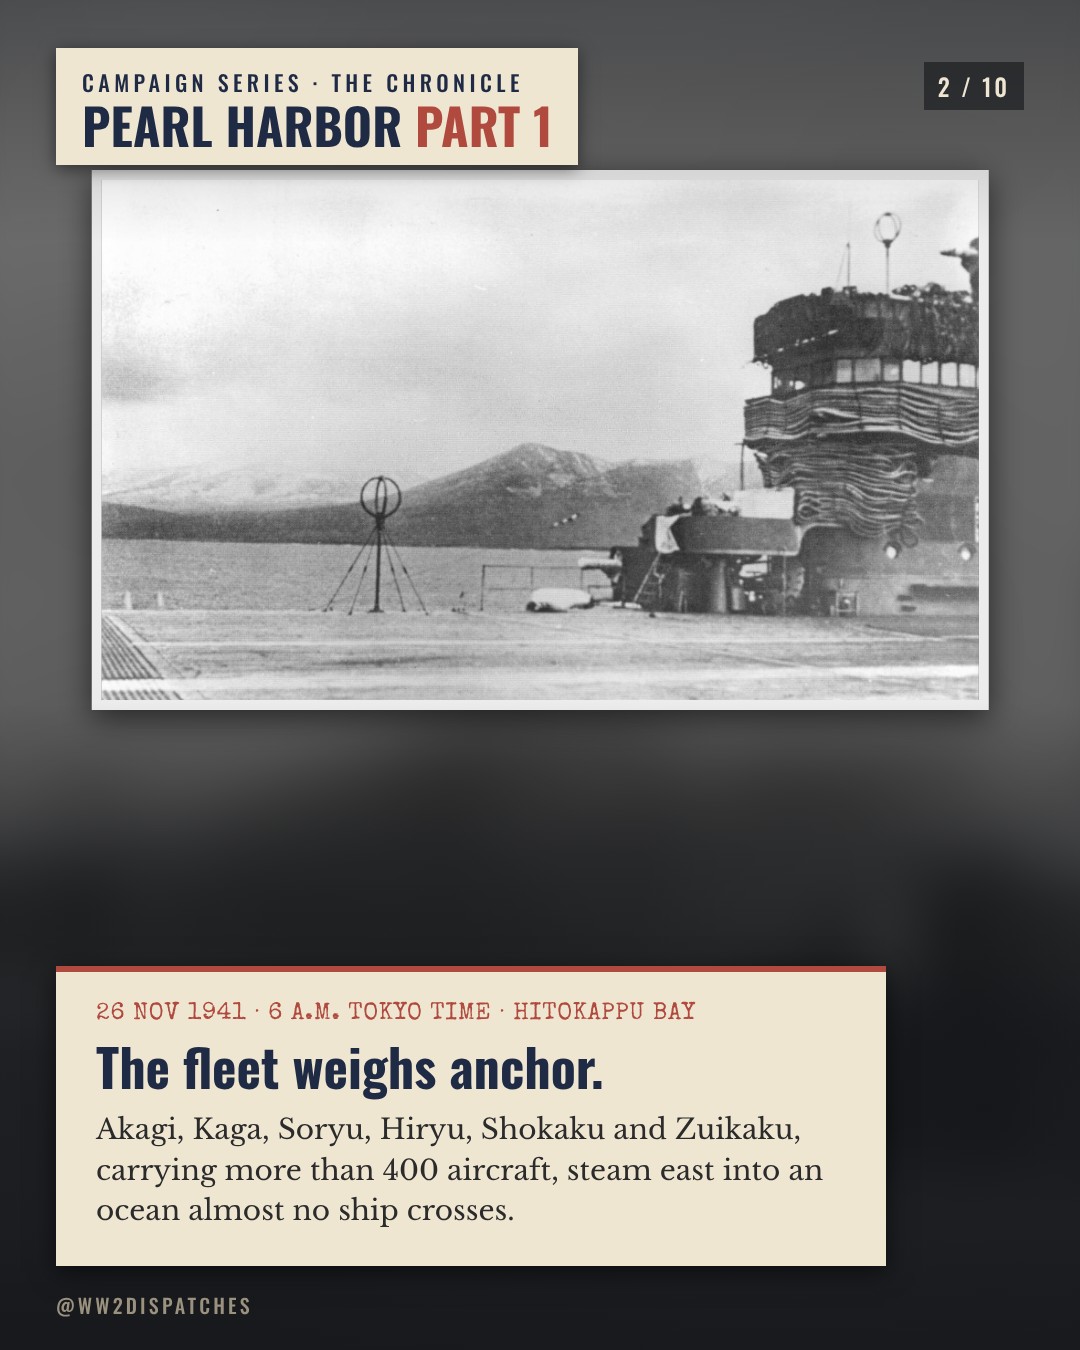 CAMPAIGN SERIES · THE CHRONICLE
PEARL HARBOR PART 1
2 / 10
26 NOV 1941 · 6 A.M. TOKYO TIME · HITOKAPPU BAY
The fleet weighs anchor.
Akagi, Kaga, Soryu, Hiryu, Shokaku and Zuikaku,
carrying more than 400 aircraft, steam east into an
ocean almost no ship crosses.
@WW2DISPATCHES